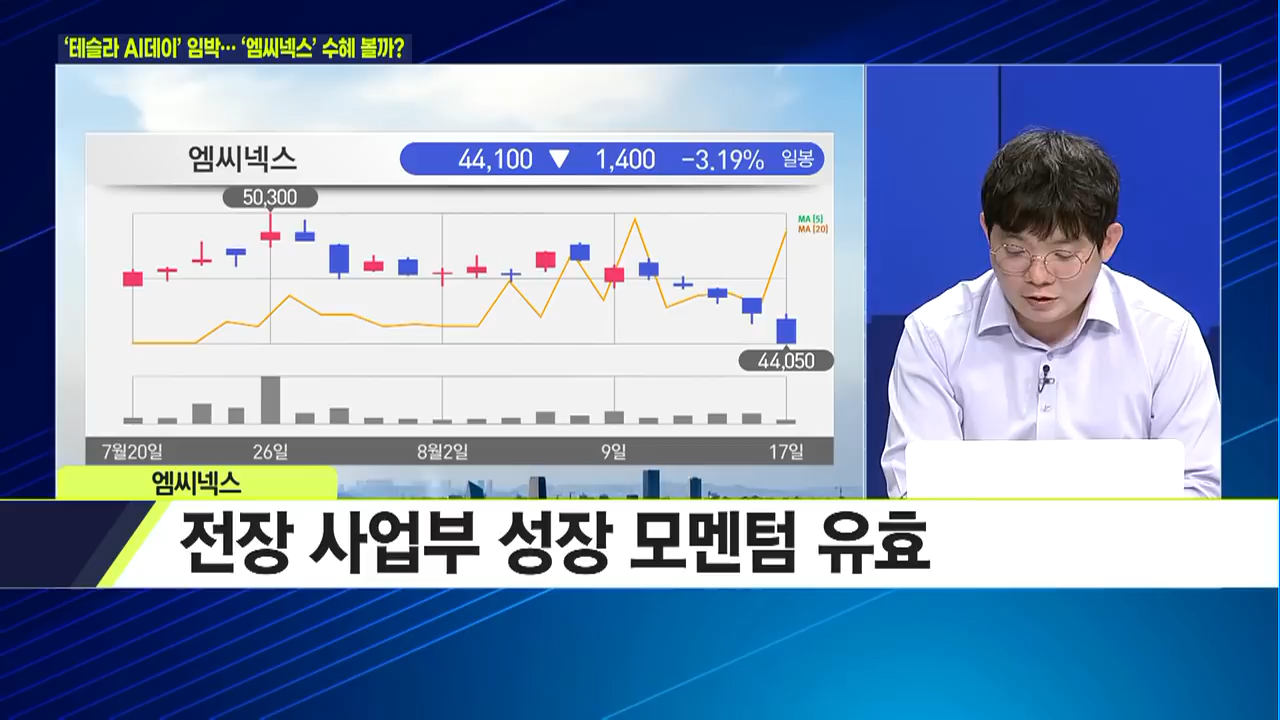 ‘테슬라 AI데이’ 임박… ‘엠씨넥스’ 수혜 볼까?
엠씨넥스 44,100 ▼ 1,400 -3.19% 일봉
50,300
MA [5]
MA [20]
44,050
7월20일 26일 8월2일 9일 17일
엠씨넥스
전장 사업부 성장 모멘텀 유효